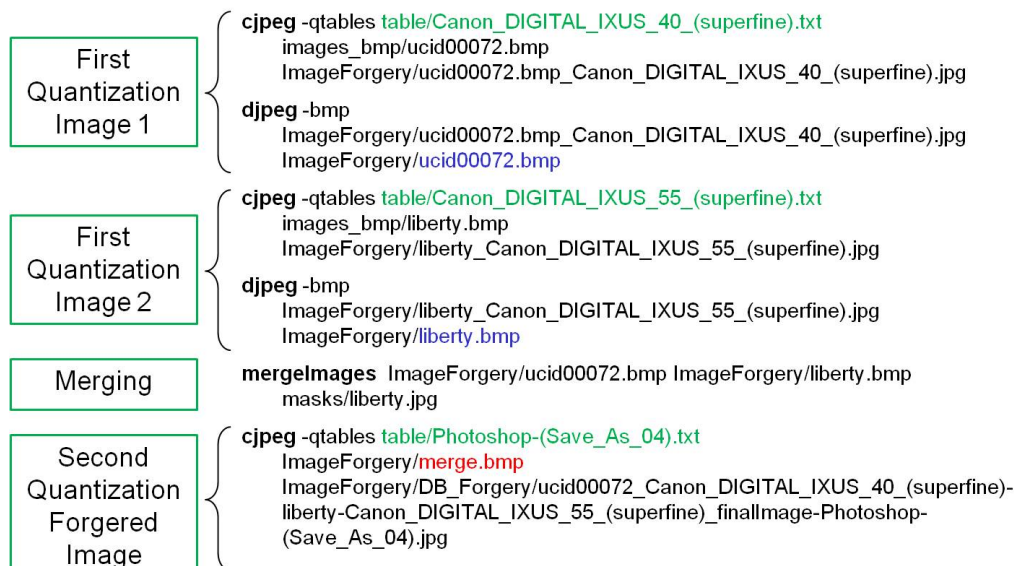 First
Quantization
Image 1
cjpeg -qtables table/Canon_DIGITAL_IXUS_40_(superfine).txt
images_bmp/ucid00072.bmp
ImageForgery/ucid00072.bmp_Canon_DIGITAL_IXUS_40_(superfine).jpg
djpeg -bmp
ImageForgery/ucid00072.bmp_Canon_DIGITAL_IXUS_40_(superfine).jpg
ImageForgery/ucid00072.bmp
First
Quantization
Image 2
cjpeg -qtables table/Canon_DIGITAL_IXUS_55_(superfine).txt
images_bmp/liberty.bmp
ImageForgery/liberty_Canon_DIGITAL_IXUS_55_(superfine).jpg
djpeg -bmp
ImageForgery/liberty_Canon_DIGITAL_IXUS_55_(superfine).jpg
ImageForgery/liberty.bmp
Merging
mergeImages ImageForgery/ucid00072.bmp ImageForgery/liberty.bmp
masks/liberty.jpg
Second
Quantization
Forgered
Image
cjpeg -qtables table/Photoshop-(Save_As_04).txt
ImageForgery/merge.bmp
ImageForgery/DB_Forgery/ucid00072_Canon_DIGITAL_IXUS_40_(superfine)-
liberty-Canon_DIGITAL_IXUS_55_(superfine)_finalImage-Photoshop-
(Save_As_04).jpg